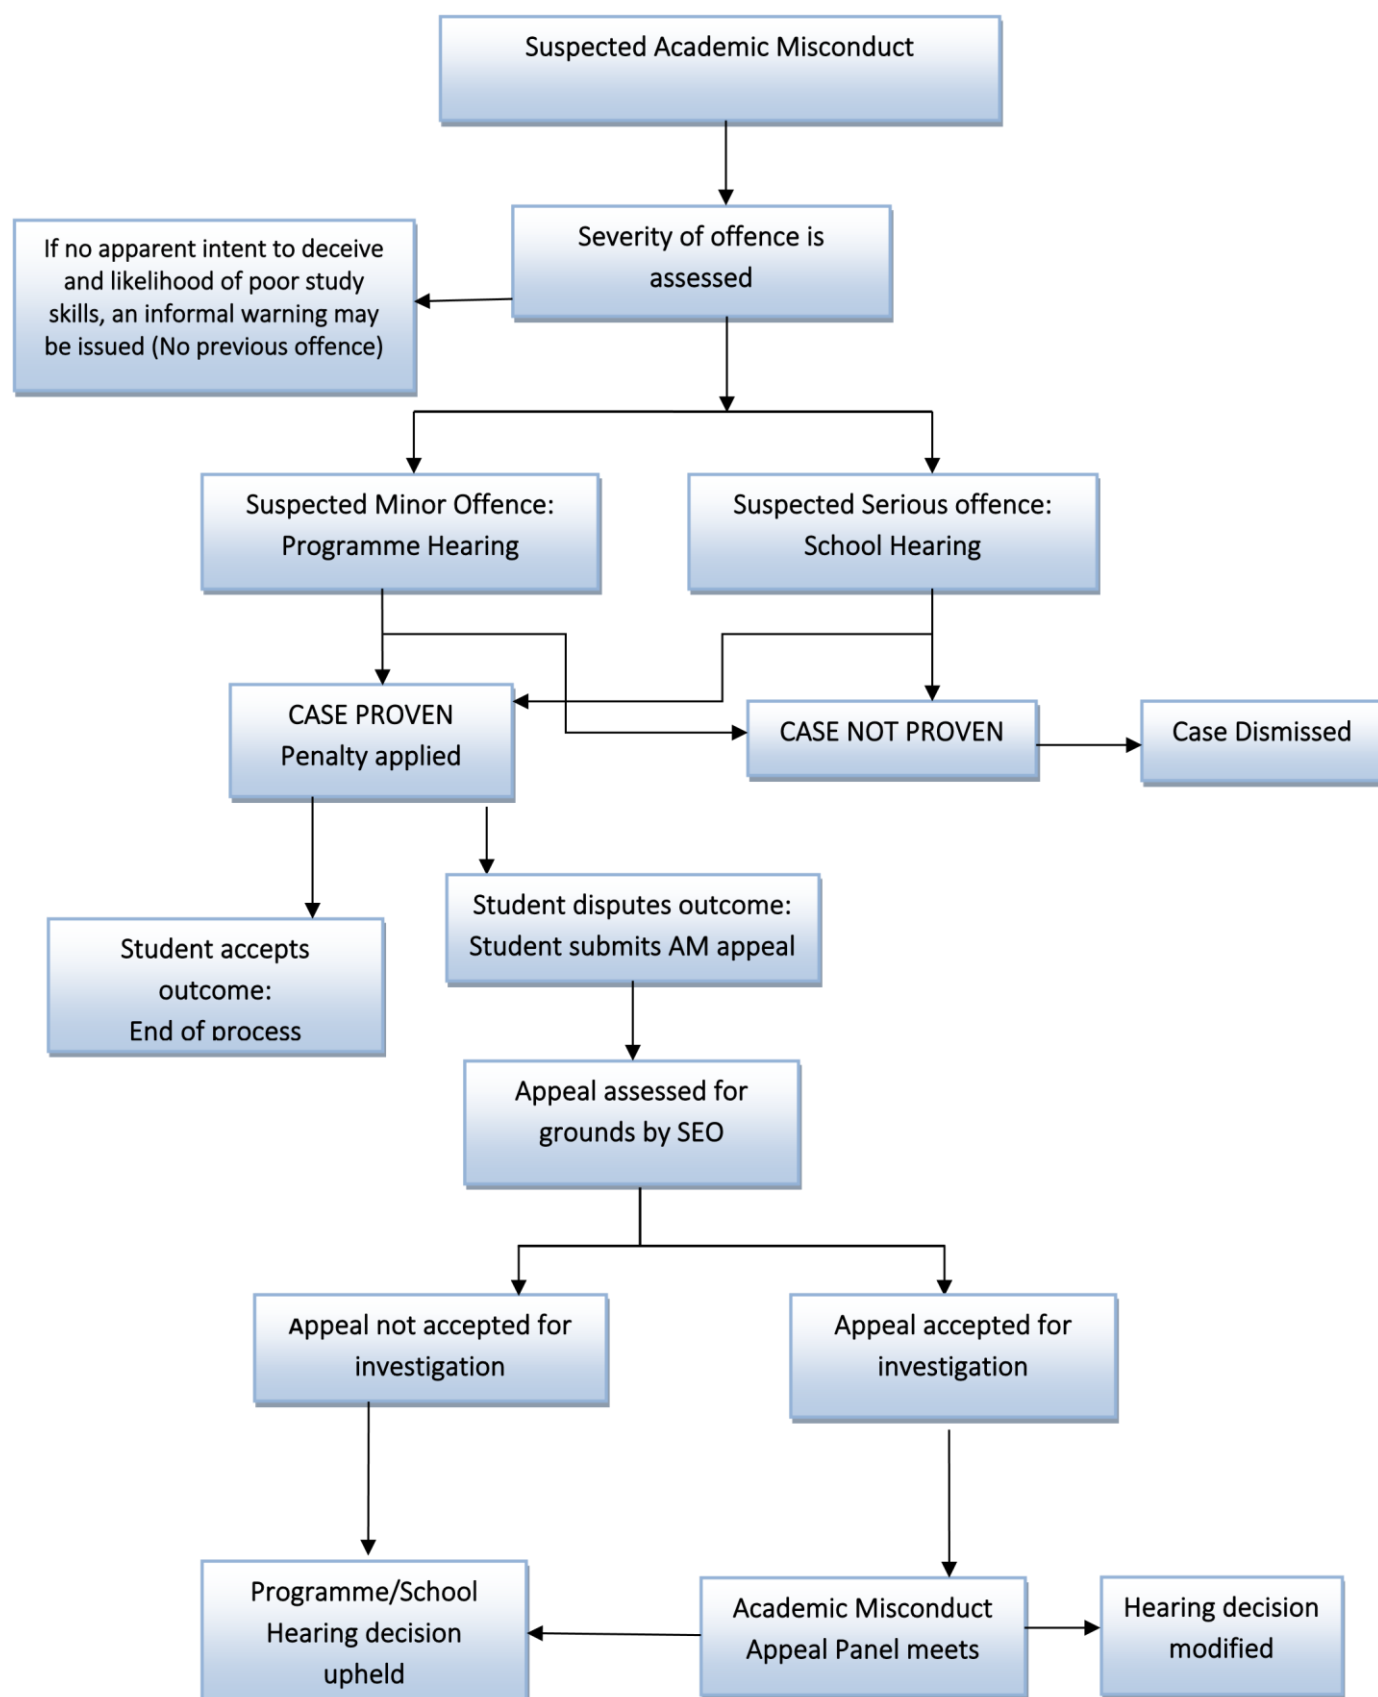 Suspected Academic Misconduct
Severity of offence is
assessed
If no apparent intent to deceive
and likelihood of poor study
skills, an informal warning may
be issued (No previous offence)
Suspected Minor Offence:
Programme Hearing
Suspected Serious offence:
School Hearing
CASE PROVEN
Penalty applied
CASE NOT PROVEN
Case Dismissed
Student disputes outcome:
Student submits AM appeal
Student accepts
outcome:
End of process
Appeal assessed for
grounds by SEO
Appeal not accepted for
investigation
Appeal accepted for
investigation
Programme/School
Hearing decision
upheld
Academic Misconduct
Appeal Panel meets
Hearing decision
modified